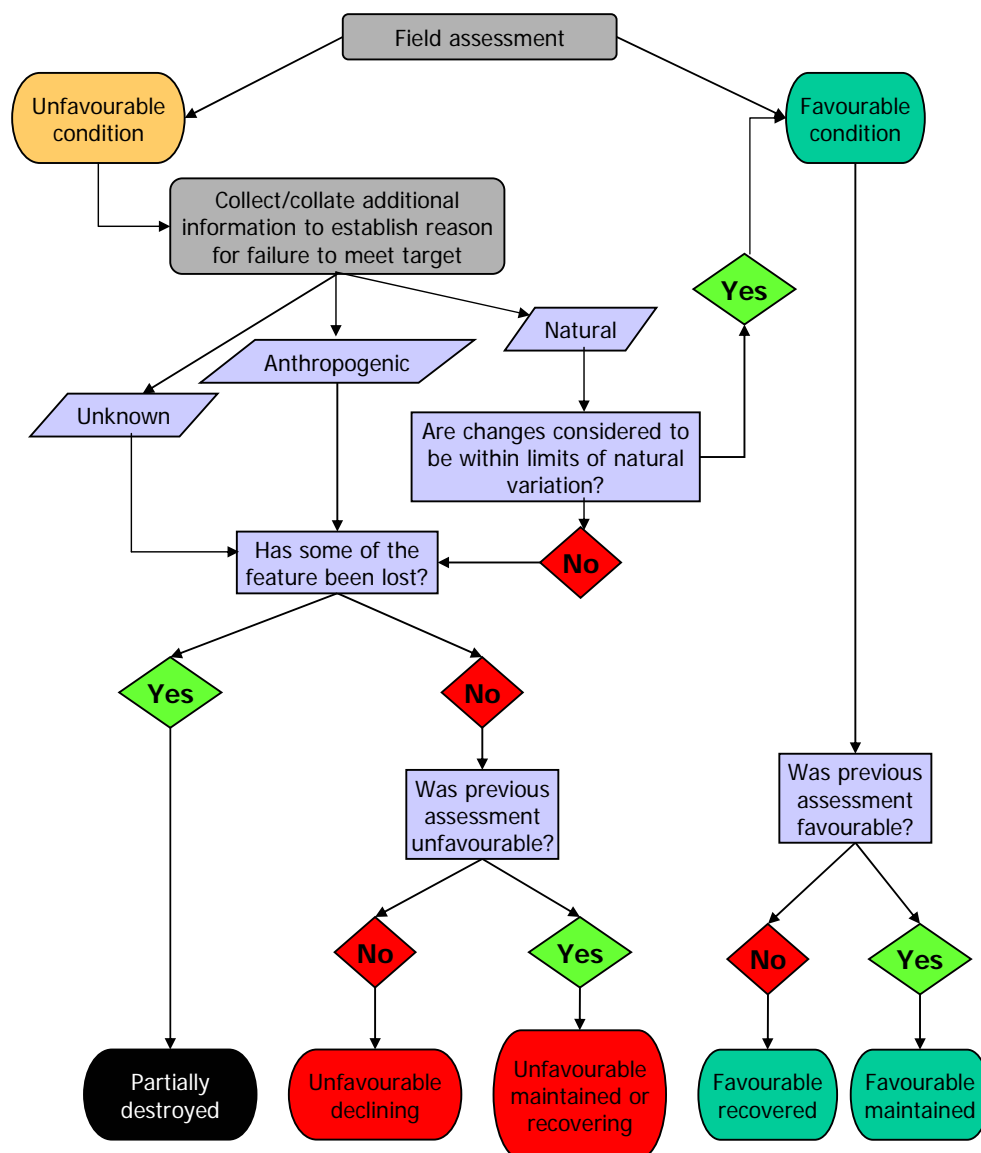 Field assessment
Unfavourable
condition
Favourable
condition
Collect/collate additional
information to establish reason
for failure to meet target
Yes
Natural
Anthropogenic
Unknown
Are changes considered to
be within limits of natural
variation?
No
Has some of the
feature been lost?
Yes
No
Was previous
assessment
unfavourable?
Was previous
assessment
favourable?
No
Yes
No
Yes
Partially
destroyed
Unfavourable
declining
Unfavourable
maintained or
recovering
Favourable
recovered
Favourable
maintained